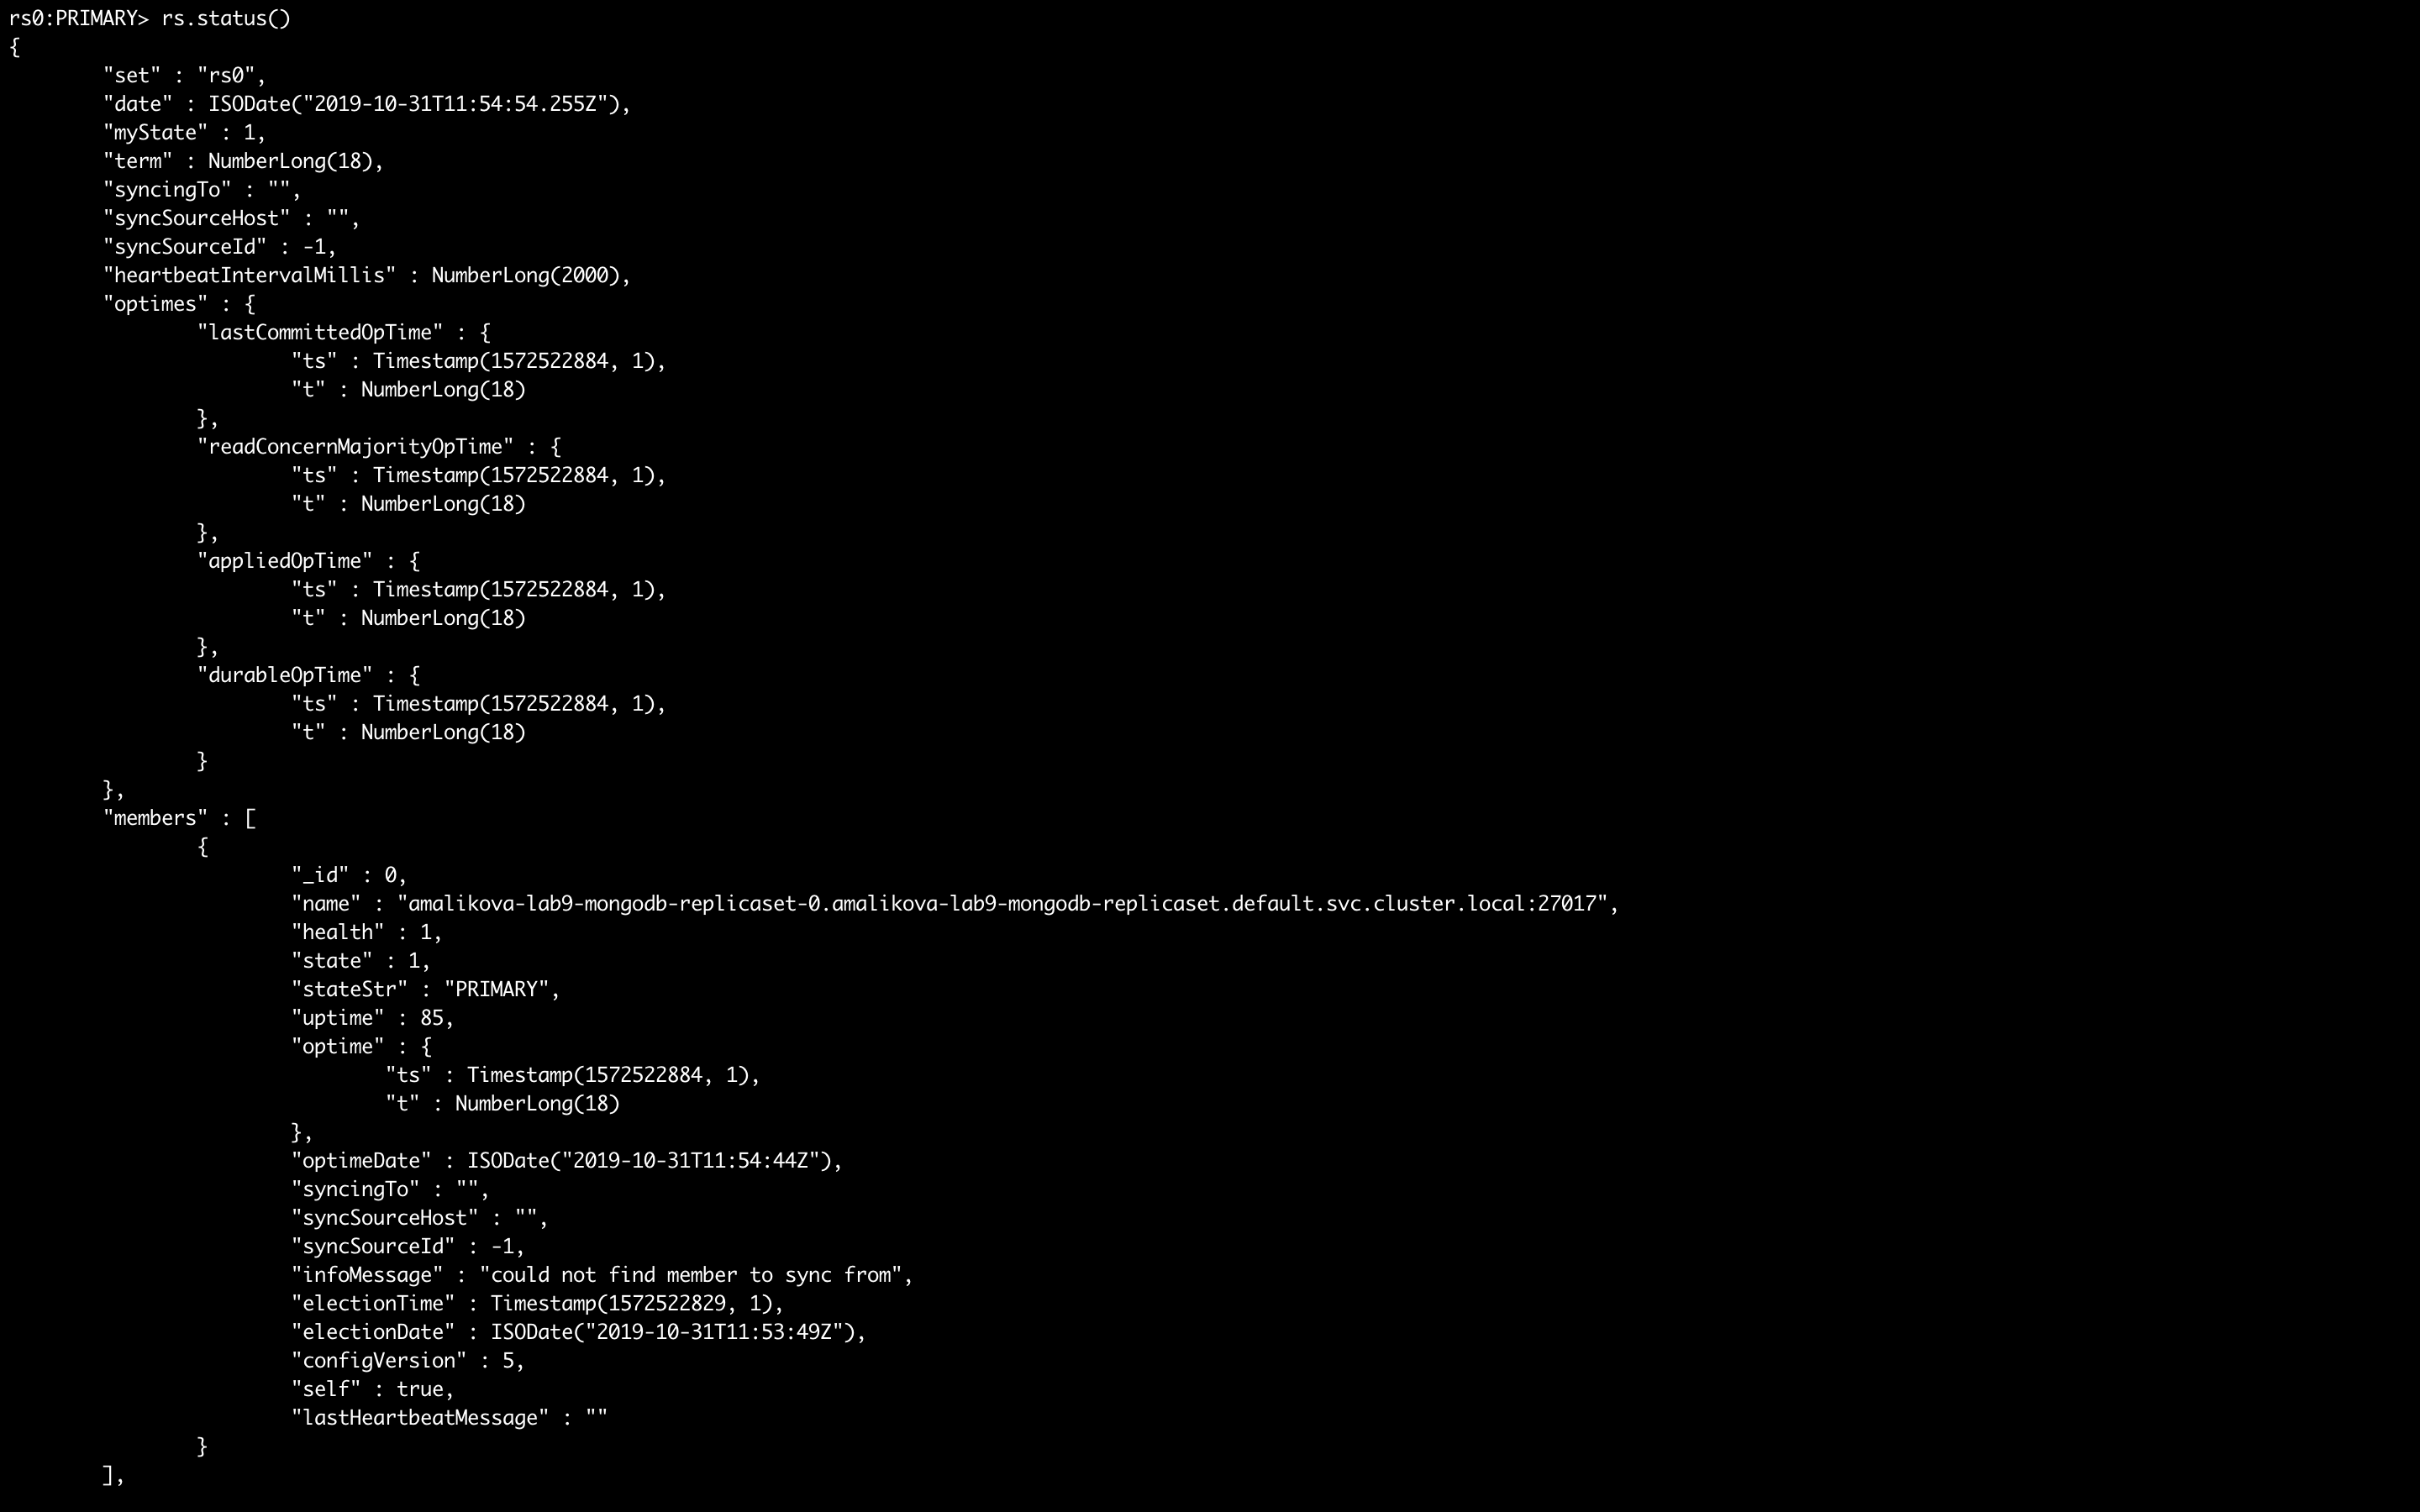 rs0:PRIMARY> rs.status()
{
        "set" : "rs0",
        "date" : ISODate("2019-10-31T11:54:54.255Z"),
        "myState" : 1,
        "term" : NumberLong(18),
        "syncingTo" : "",
        "syncSourceHost" : "",
        "syncSourceId" : -1,
        "heartbeatIntervalMillis" : NumberLong(2000),
        "optimes" : {
                "lastCommittedOpTime" : {
                        "ts" : Timestamp(1572522884, 1),
                        "t" : NumberLong(18)
                },
                "readConcernMajorityOpTime" : {
                        "ts" : Timestamp(1572522884, 1),
                        "t" : NumberLong(18)
                },
                "appliedOpTime" : {
                        "ts" : Timestamp(1572522884, 1),
                        "t" : NumberLong(18)
                },
                "durableOpTime" : {
                        "ts" : Timestamp(1572522884, 1),
                        "t" : NumberLong(18)
                }
        },
        "members" : [
                {
                        "_id" : 0,
                        "name" : "amalikova-lab9-mongodb-replicaset-0.amalikova-lab9-mongodb-replicaset.default.svc.cluster.local:27017",
                        "health" : 1,
                        "state" : 1,
                        "stateStr" : "PRIMARY",
                        "uptime" : 85,
                        "optime" : {
                                "ts" : Timestamp(1572522884, 1),
                                "t" : NumberLong(18)
                        },
                        "optimeDate" : ISODate("2019-10-31T11:54:44Z"),
                        "syncingTo" : "",
                        "syncSourceHost" : "",
                        "syncSourceId" : -1,
                        "infoMessage" : "could not find member to sync from",
                        "electionTime" : Timestamp(1572522829, 1),
                        "electionDate" : ISODate("2019-10-31T11:53:49Z"),
                        "configVersion" : 5,
                        "self" : true,
                        "lastHeartbeatMessage" : ""
                }
        ],